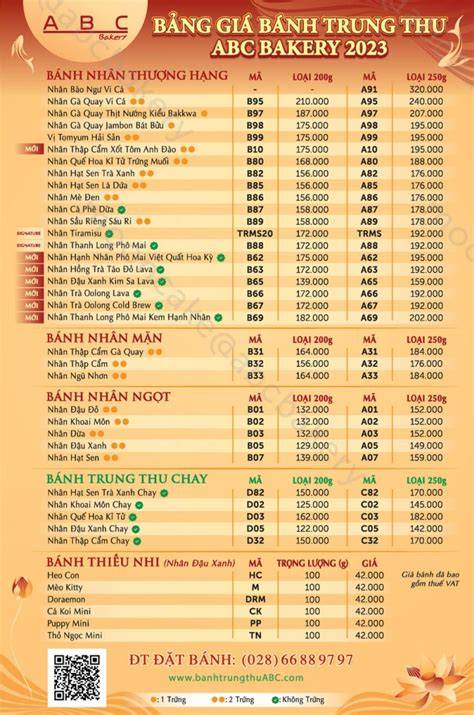 A B C
Bakery
BẢNG GIÁ BÁNH TRUNG THU
ABC BAKERY 2023
BÁNH NHÂN THƯỢNG HẠNG MÃ LOẠI 200g MÃ LOẠI 250g
Nhân Bào Ngư Vi Cá - - A91 320.000
Nhân Gà Quay Vi Cá B95 210.000 A95 240.000
Nhân Gà Quay Thịt Nướng Kiểu Bakkwa B97 187.000 A97 207.000
Nhân Gà Quay Jambon Bát Bửu B98 175.000 A98 195.000
Vị Tomyum Hải Sản B99 175.000 A99 195.000
MỚI Nhân Thập Cẩm Xốt Tôm Anh Đào B10 175.000 A10 195.000
Nhân Quế Hoa Kỉ Tử Trứng Muối B80 168.000 A80 188.000
Nhân Hạt Sen Trà Xanh B82 156.000 A82 176.000
Nhân Hạt Sen Lá Dứa B85 156.000 A85 176.000
Nhân Mè Đen B86 156.000 A86 176.000
Nhân Cà Phê Dừa B87 158.000 A87 178.000
Nhân Sầu Riêng Sáu Ri B89 158.000 A89 178.000
SIGNATURE Nhân Tiramisu TRMS20 172.000 TRMS 192.000
SIGNATURE Nhân Thanh Long Phô Mai B88 172.000 A88 192.000
MỚI Nhân Hạnh Nhân Phô Mai Việt Quất Hoa Kỳ B62 175.000 A62 195.000
MỚI Nhân Hồng Trà Táo Đỏ Lava B63 172.000 A63 192.000
MỚI Nhân Đậu Xanh Kim Sa Lava B65 139.000 A65 159.000
MỚI Nhân Trà Oolong Lava B66 172.000 A66 192.000
MỚI Nhân Trà Oolong Cold Brew B67 172.000 A67 192.000
MỚI Nhân Thanh Long Phô Mai Kem Hạnh Nhân B69 182.000 A69 202.000
BÁNH NHÂN MẶN MÃ LOẠI 200g MÃ LOẠI 250g
Nhân Thập Cẩm Gà Quay B31 164.000 A31 184.000
Nhân Thập Cẩm B32 156.000 A32 176.000
Nhân Ngũ Nhơn B33 164.000 A33 184.000
BÁNH NHÂN NGỌT MÃ LOẠI 200g MÃ LOẠI 250g
Nhân Đậu Đỏ B01 132.000 A01 152.000
Nhân Khoai Môn B02 132.000 A02 152.000
Nhân Dừa B03 132.000 A03 152.000
Nhân Đậu Xanh B05 129.000 A05 149.000
Nhân Hạt Sen B07 139.000 A07 159.000
BÁNH TRUNG THU CHAY MÃ LOẠI 200g MÃ LOẠI 250g
Nhân Hạt Sen Trà Xanh Chay D82 150.000 C82 170.000
Nhân Khoai Môn Chay D02 125.000 C02 145.000
Nhân Quế Hoa Kỉ Tử D03 162.000 C03 182.000
Nhân Đậu Xanh Chay D05 122.000 C05 142.000
Nhân Thập Cẩm Chay D32 150.000 C32 170.000
BÁNH THIẾU NHI (Nhân Đậu Xanh) MÃ TRỌNG LƯỢNG (g) GIÁ
Heo Con HC 100 42.000
Mèo Kitty M 100 42.000
Doraemon DRM 100 42.000
Cá Koi Mini CK 100 42.000
Puppy Mini PP 100 42.000
Thỏ Ngọc Mini TN 100 42.000
Giá bánh đã bao
gồm thuế VAT
ĐT ĐẶT BÁNH: (028) 66 88 97 97
www.banhtrungthuABC.com
: 1 Trứng : 2 Trứng : Không Trứng